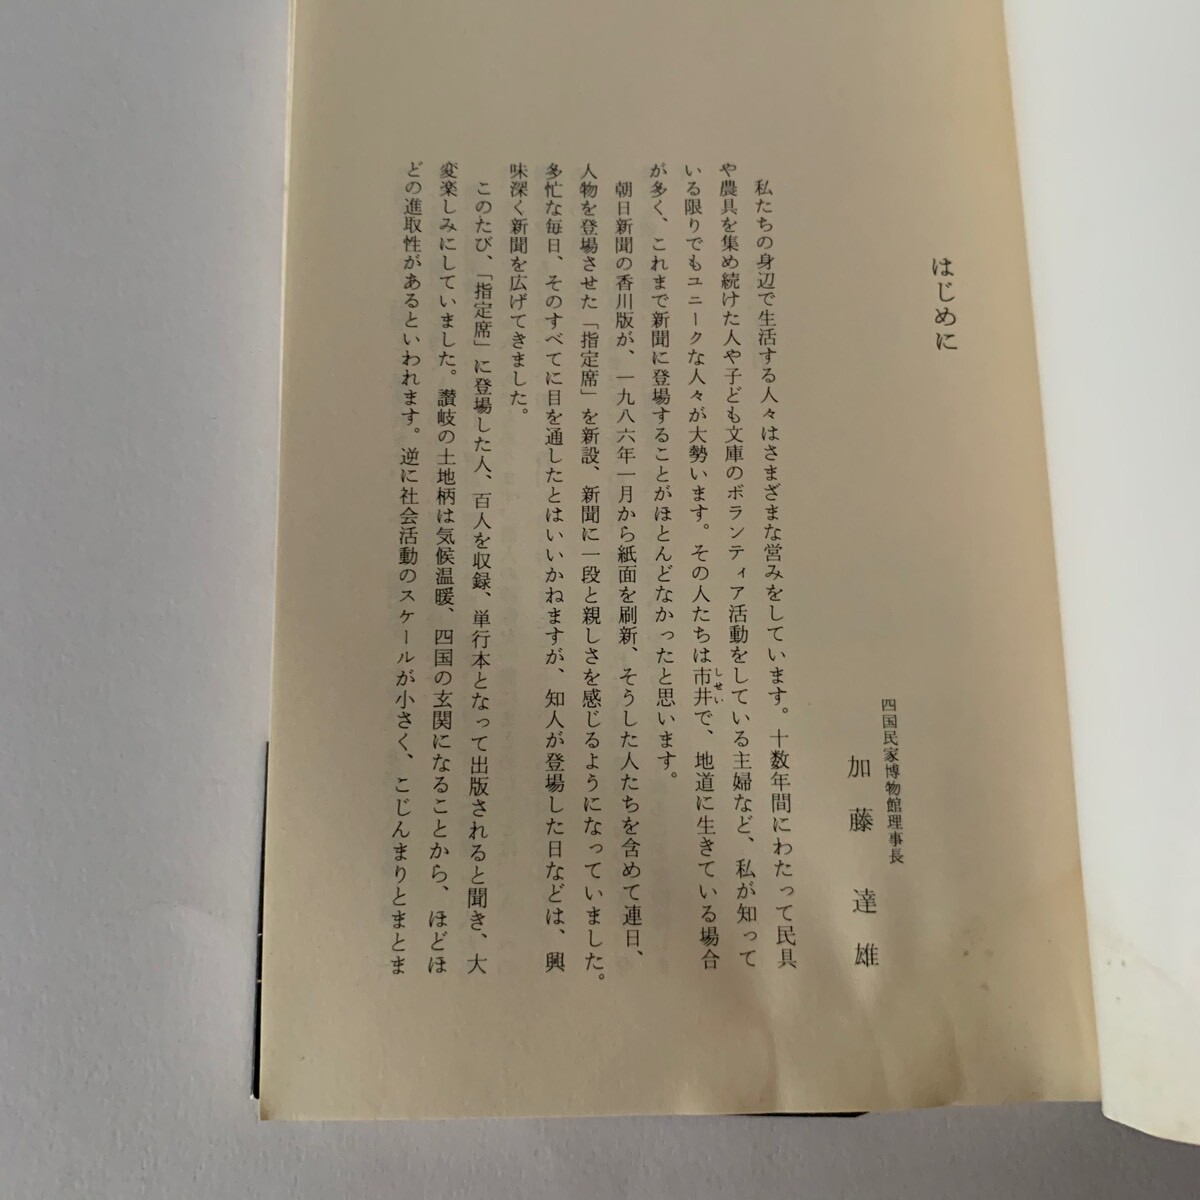 はじめに
四国民家博物館理事長
加藤達雄
私たちの身辺で生活する人々はさまざまな営みをしています。十数年間にわたって民具
や農具を集め続けた人や子ども文庫のボランティア活動をしている主婦など、私が知って
いる限りでもユニークな人々が大勢います。その人たちは市井で、地道に生きている場合
しせい
が多く、これまで新聞に登場することがほとんどなかったと思います。
朝日新聞の香川版が、一九八六年一月から紙面を刷新、そうした人たちを含めて連日、
人物を登場させた「指定席」を新設、新聞に一段と親しさを感じるようになっていました。
多忙な毎日、そのすべてに目を通したとはいいかねますが、知人が登場した日などは、興
味深く新聞を広げてきました。
このたび、「指定席」に登場した人、百人を収録、単行本となって出版されると聞き、大
変楽しみにしていました。讃岐の土地柄は気候温暖、四国の玄関になることから、ほどほ
どの進取性があるといわれます。逆に社会活動のスケールが小さく、こじんまりとまとま